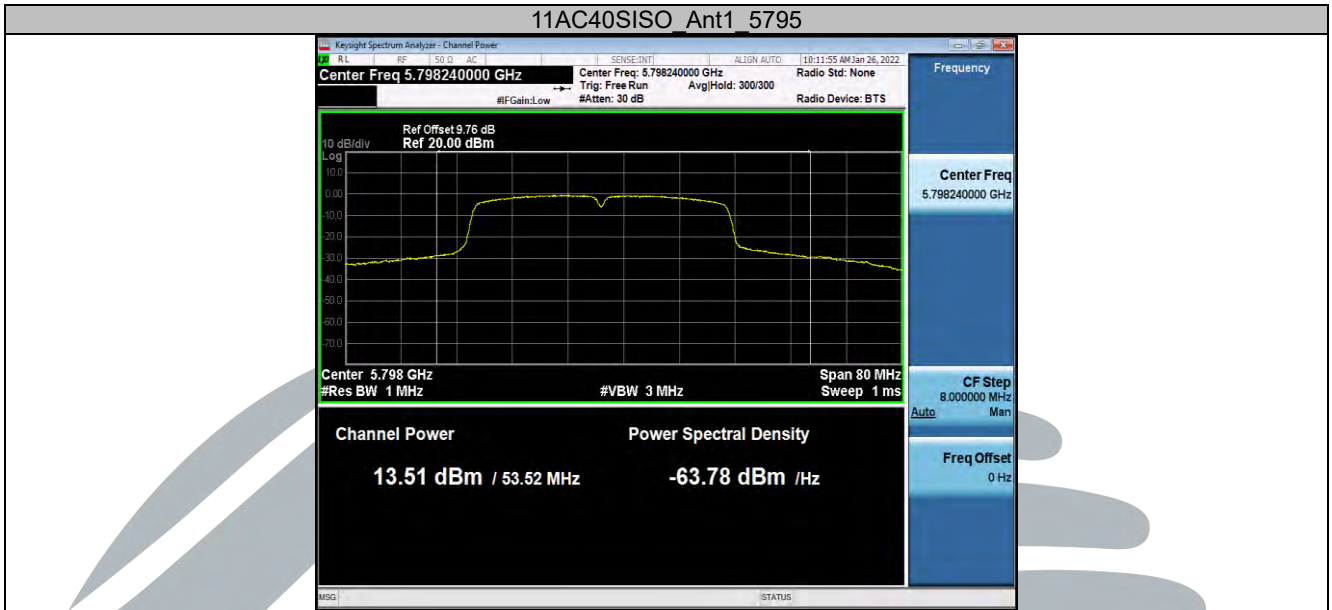 11AC40SISO_Ant1_5795
Keysight Spectrum Analyzer - Channel Power
RL RF 50 Ω AC SENSE:INT ALIGN AUTO 10:11:55 AM Jan 26, 2022
Center Freq 5.798240000 GHz
Center Freq: 5.798240000 GHz Radio Std: None
Trig: Free Run Avg|Hold: 300/300
#IFGain:Low #Atten: 30 dB Radio Device: BTS
Ref Offset 9.76 dB
10 dB/div Ref 20.00 dBm
Log
10.0
0.00
-10.0
-20.0
-30.0
-40.0
-50.0
-60.0
-70.0
Center 5.798 GHz Span 80 MHz
#Res BW 1 MHz #VBW 3 MHz Sweep 1 ms
Channel Power Power Spectral Density
13.51 dBm / 53.52 MHz -63.78 dBm /Hz
MSG STATUS
Frequency
Center Freq
5.798240000 GHz
CF Step
8.000000 MHz
Auto Man
Freq Offset
0 Hz